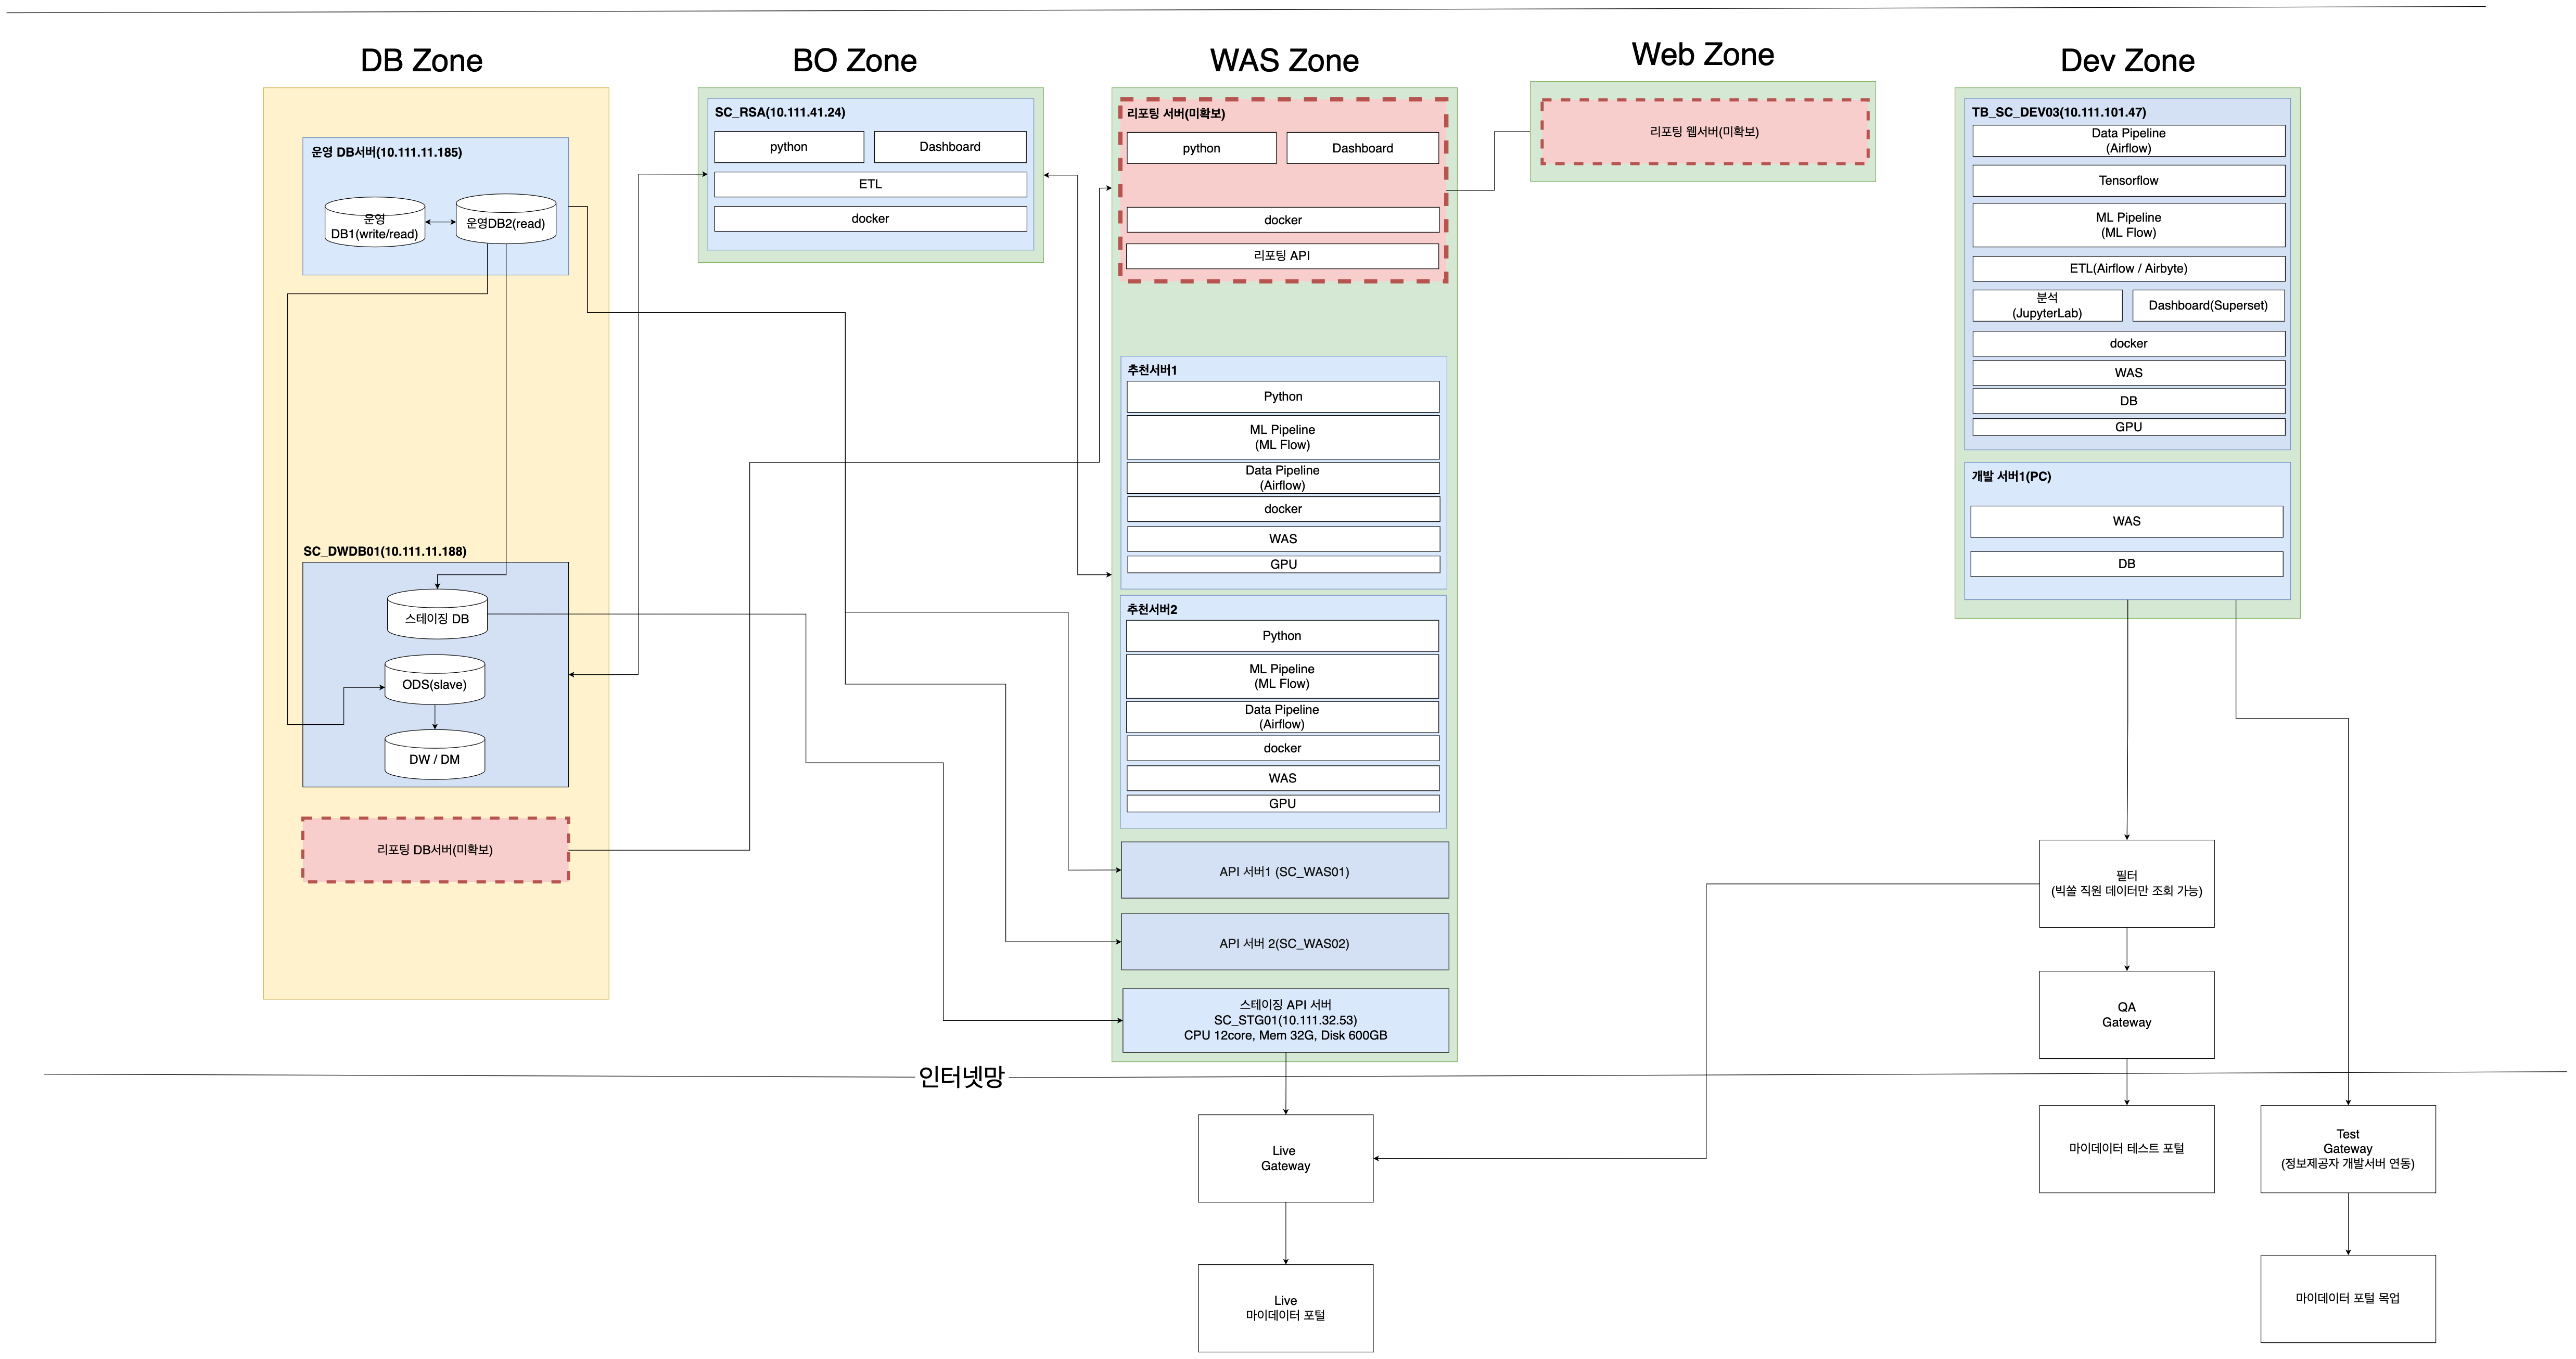 DB Zone
BO Zone
WAS Zone
Web Zone
Dev Zone
운영 DB서버(10.111.11.185)
운영
DB1(write/read)
운영DB2(read)
SC_DWDB01(10.111.11.188)
스테이징 DB
ODS(slave)
DW / DM
리포팅 DB서버(미확보)
SC_RSA(10.111.41.24)
python
Dashboard
ETL
docker
리포팅 서버(미확보)
python
Dashboard
docker
리포팅 API
추천서버1
Python
ML Pipeline
(ML Flow)
Data Pipeline
(Airflow)
docker
WAS
GPU
추천서버2
Python
ML Pipeline
(ML Flow)
Data Pipeline
(Airflow)
docker
WAS
GPU
API 서버1 (SC_WAS01)
API 서버 2(SC_WAS02)
스테이징 API 서버
SC_STG01(10.111.32.53)
CPU 12core, Mem 32G, Disk 600GB
리포팅 웹서버(미확보)
TB_SC_DEV03(10.111.101.47)
Data Pipeline
(Airflow)
Tensorflow
ML Pipeline
(ML Flow)
ETL(Airflow / Airbyte)
분석
(JupyterLab)
Dashboard(Superset)
docker
WAS
DB
GPU
개발 서버1(PC)
WAS
DB
필터
(빅쏠 직원 데이터만 조회 가능)
QA
Gateway
인터넷망
Live
Gateway
Live
마이데이터 포털
마이데이터 테스트 포털
Test
Gateway
(정보제공자 개발서버 연동)
마이데이터 포털 목업